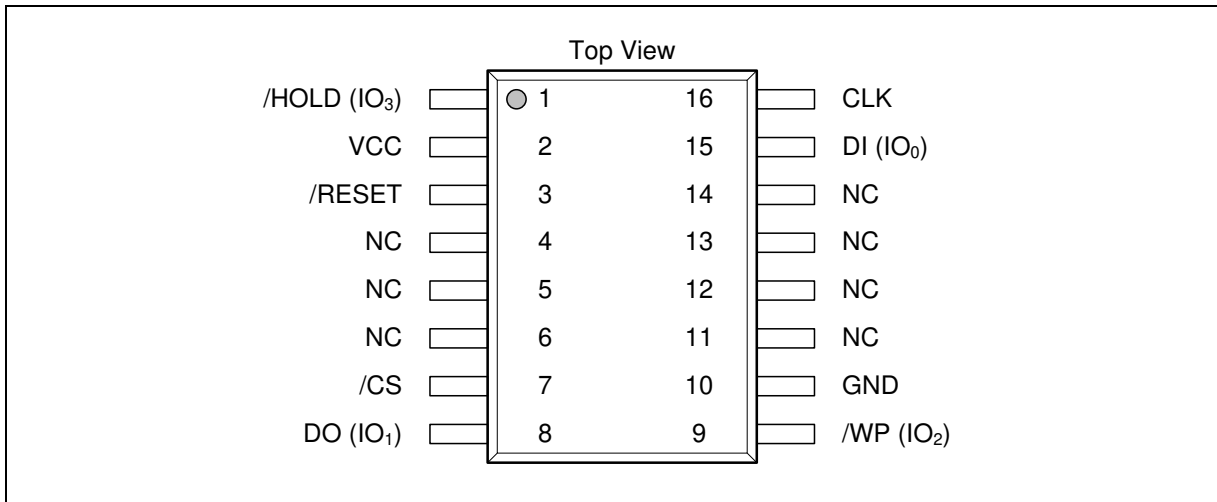 Top View
/HOLD (IO₃) 1 16 CLK
VCC 2 15 DI (IO₀)
/RESET 3 14 NC
NC 4 13 NC
NC 5 12 NC
NC 6 11 NC
/CS 7 10 GND
DO (IO₁) 8 9 /WP (IO₂)